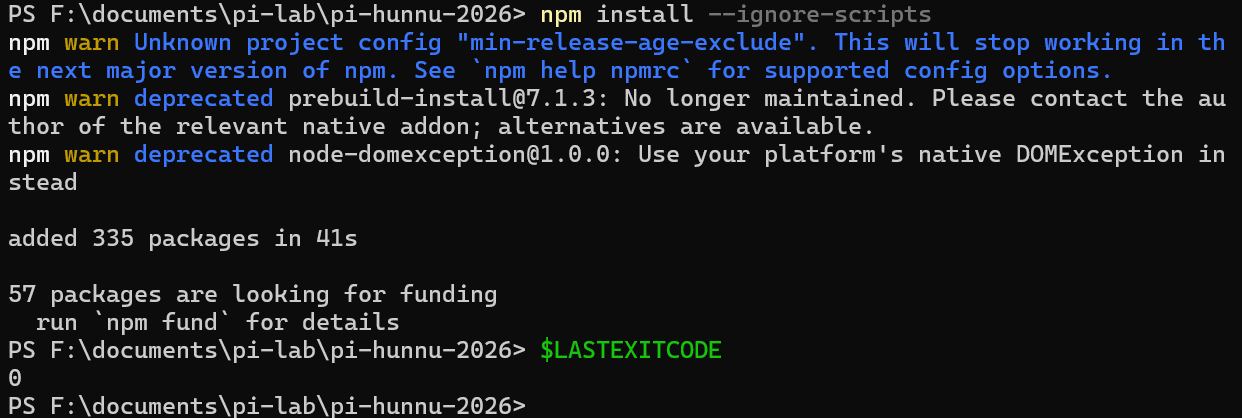 PS F:\documents\pi-lab\pi-hunnu-2026> npm install --ignore-scripts
npm warn Unknown project config "min-release-age-exclude". This will stop working in th
e next major version of npm. See `npm help npmrc` for supported config options.
npm warn deprecated prebuild-install@7.1.3: No longer maintained. Please contact the au
thor of the relevant native addon; alternatives are available.
npm warn deprecated node-domexception@1.0.0: Use your platform's native DOMException in
stead
added 335 packages in 41s
57 packages are looking for funding
  run `npm fund` for details
PS F:\documents\pi-lab\pi-hunnu-2026> $LASTEXITCODE
0
PS F:\documents\pi-lab\pi-hunnu-2026>